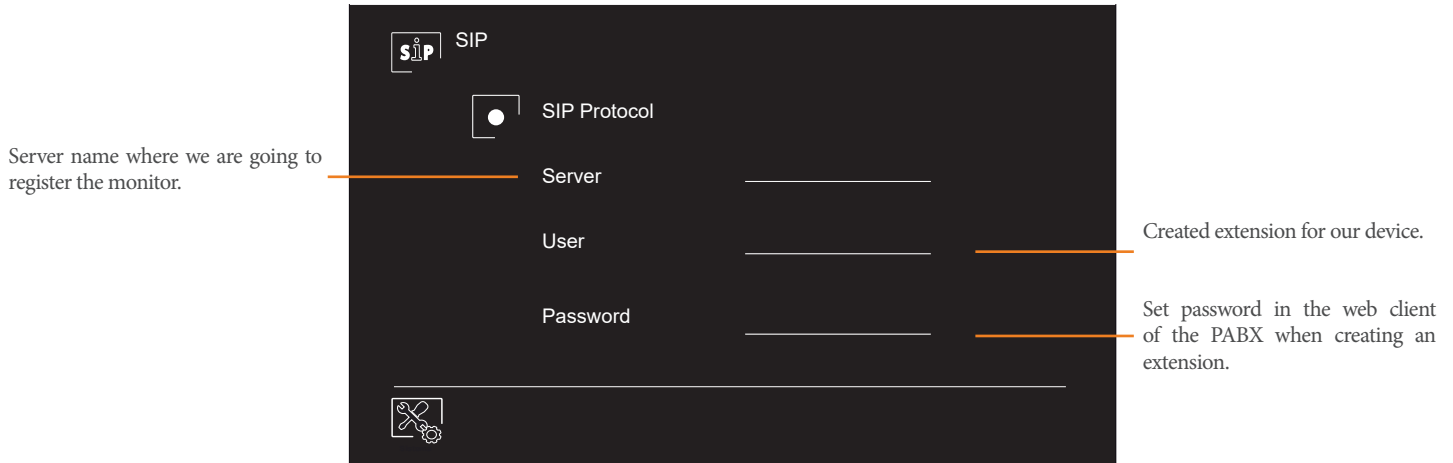 SiP SIP
SIP Protocol
Server name where we are going to
register the monitor.
Server
User
Created extension for our device.
Password
Set password in the web client
of the PABX when creating an
extension.